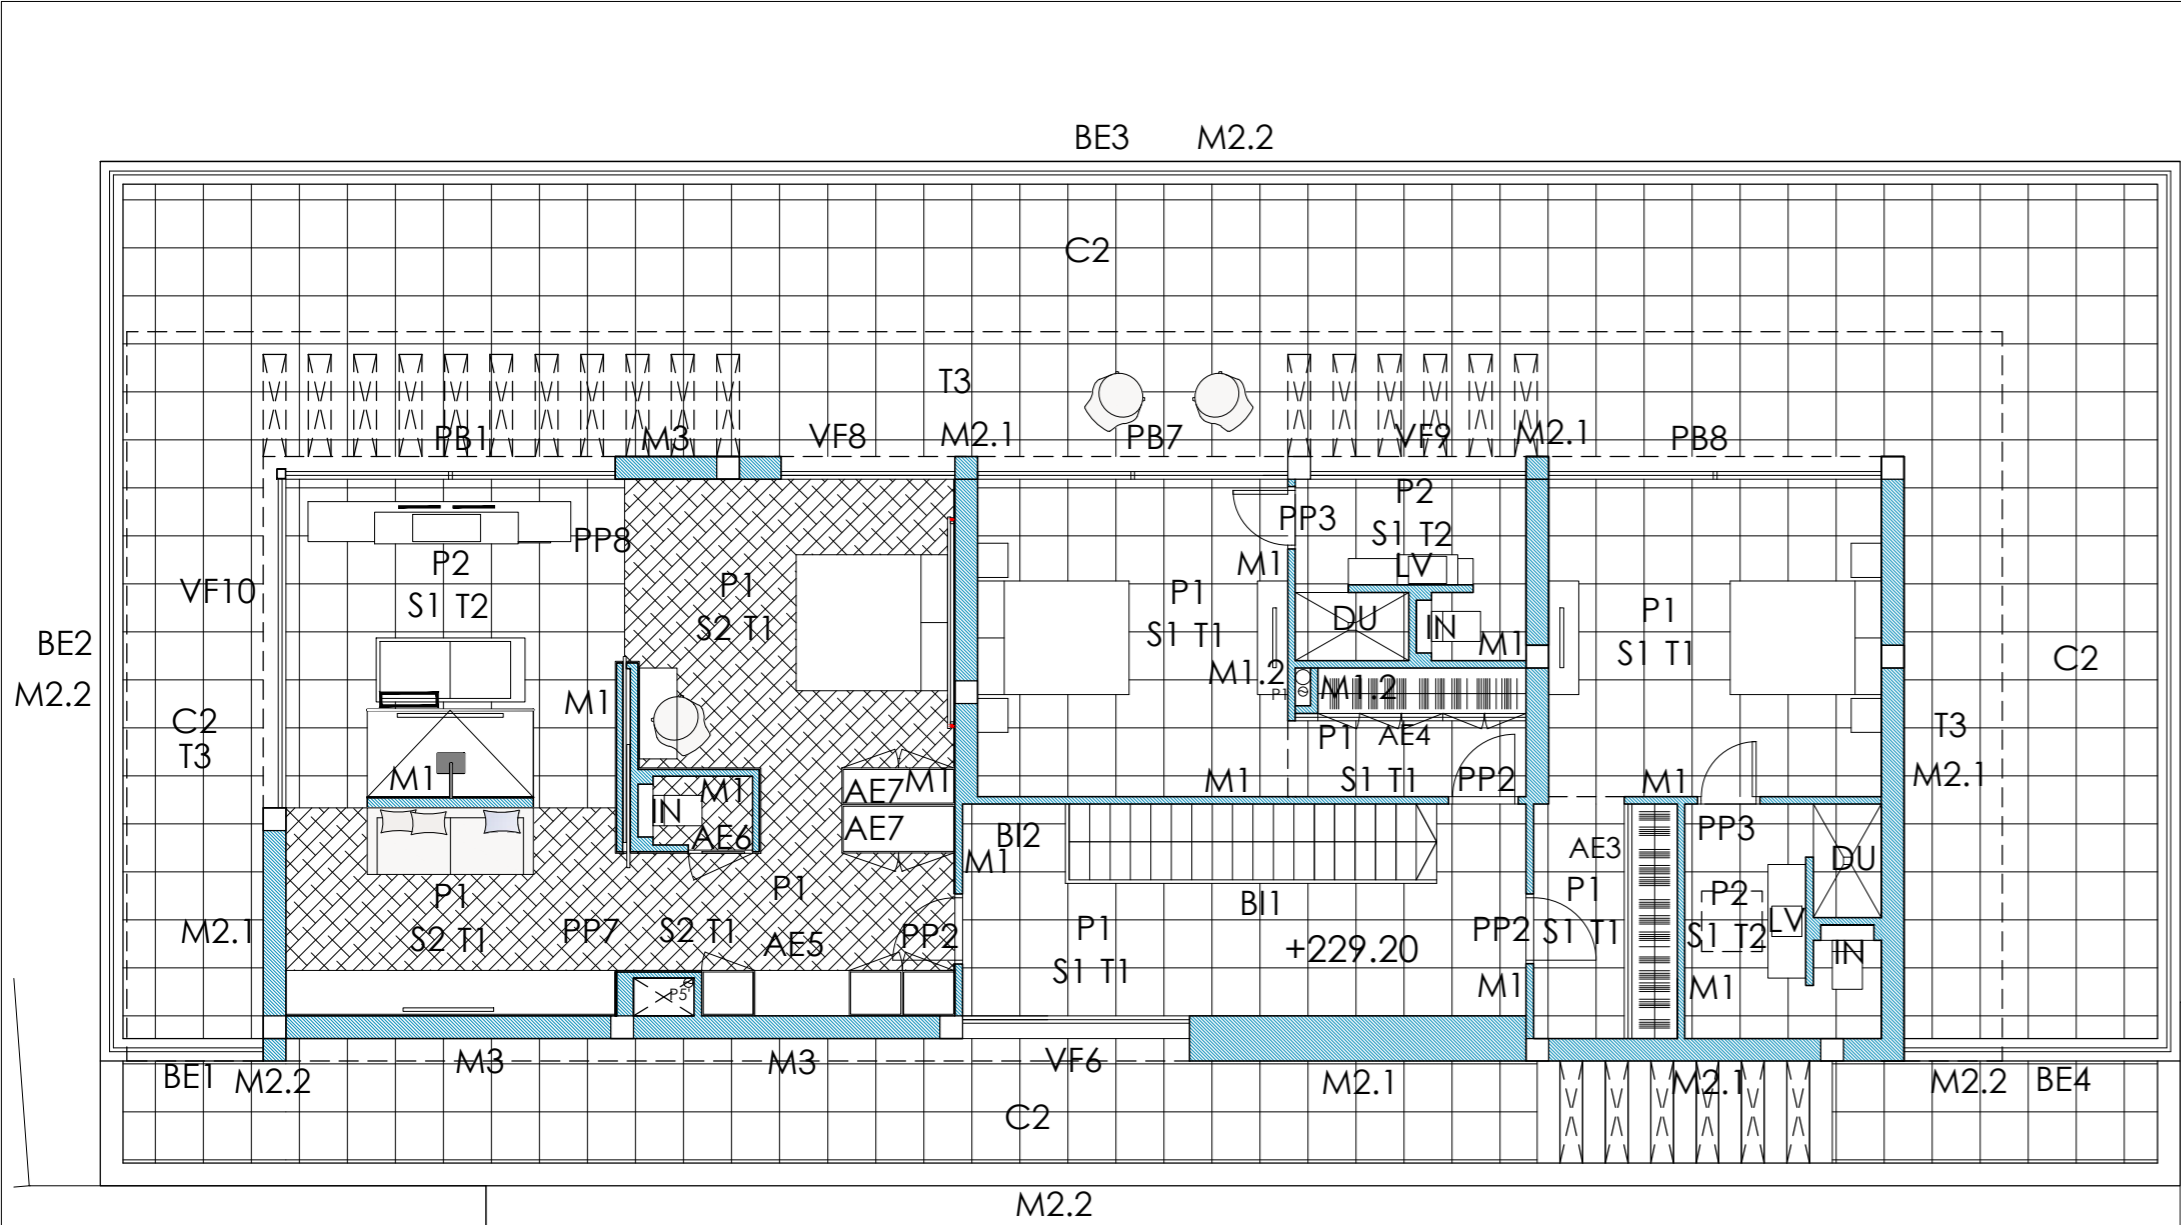 BE3 M2.2
C2
T3
PB1 M3 VF8 M2.1 PB7 VF9 M2.1 PB8
P2
PP3
S1 T2
PP8
P2
S1 T2
VF10
P1
S2 T1
M1
P1
S1 T1
LV
DU
IN
M1
P1
S1 T1
BE2
M2.2
C2
T3
M1
M1.2
P1
M1.2
C2
T3
M2.1
P1
AE4
S1 T1
PP2
M1
M1
M1
M1
IN
AE6
AE7
M1
AE7
BI2
M1
AE3
PP3
DU
P1
S2 T1
PP7
P1
S2 T1
AE5
PP2
M2.1
BI1
P1
S1 T1
+229.20
PP2
M1
P1
S1 T1
P2
S1 T2
LV
IN
M1
P5
BE1
M2.2
M3
M3
VF6
M2.1
M2.1
M2.2
BE4
C2
M2.2